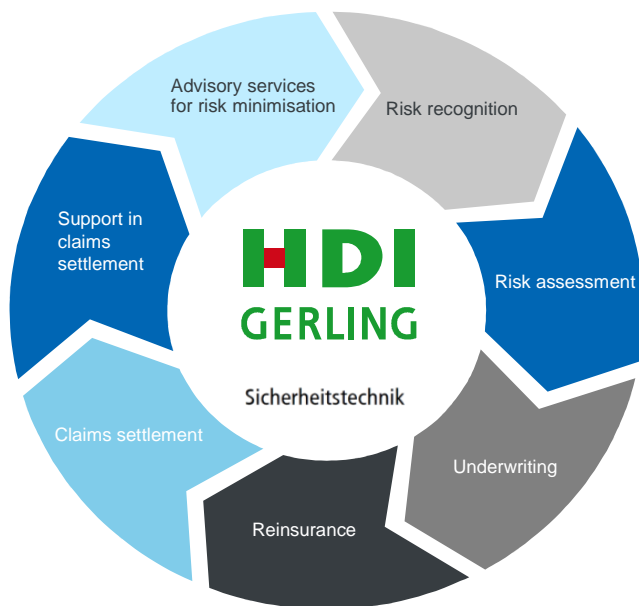 Advisory services
for risk minimisation
Risk recognition
Support in
claims
settlement
HDI
GERLING
Risk assessment
Sicherheitstechnik
Claims settlement
Underwriting
Reinsurance